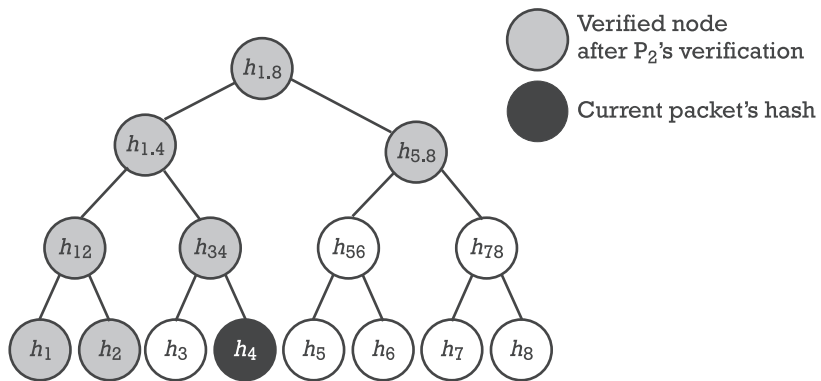 Verified node
after P₂'s verification
Current packet's hash
h₁.₈
h₁.₄
h₅.₈
h₁₂
h₃₄
h₅₆
h₇₈
h₁
h₂
h₃
h₄
h₅
h₆
h₇
h₈